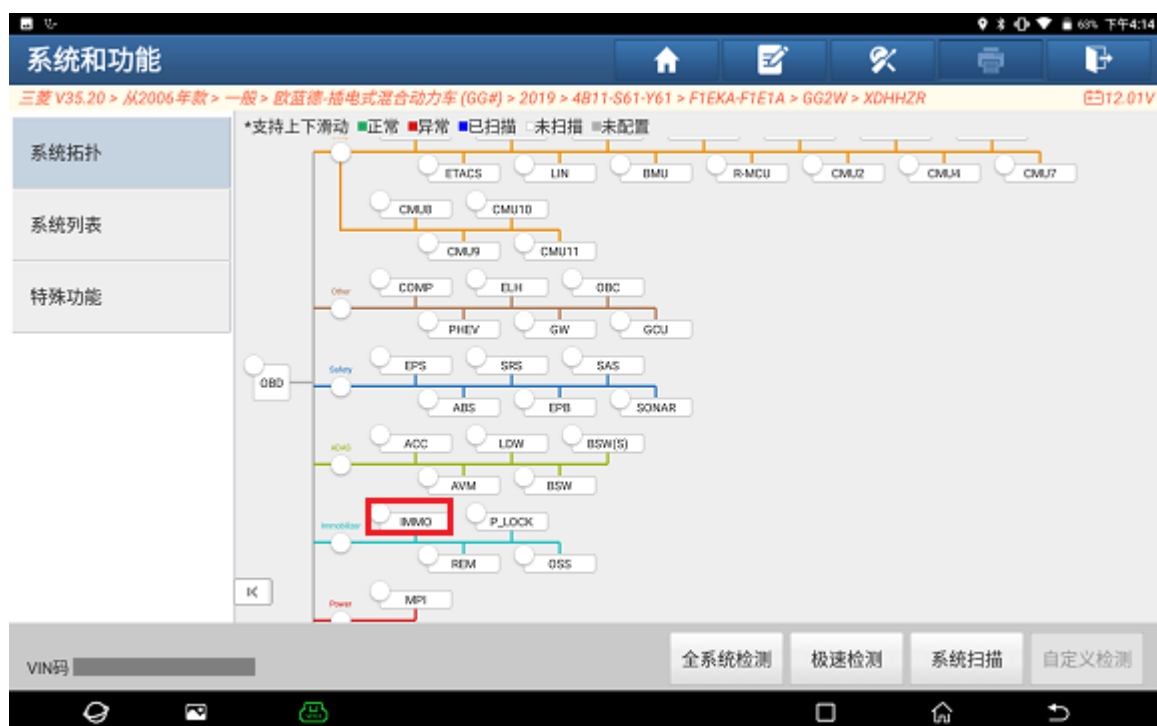 68% 下午4:14
系统和功能
三菱 V35.20 > 从2006年款 > 一般 > 欧蓝德-插电式混合动力车 (GG#) > 2019 > 4B11-S61-Y61 > F1EKA-F1E1A > GG2W > XDHHZR 12.01V
*支持上下滑动 正常 异常 已扫描 未扫描 未配置
系统拓扑
系统列表
特殊功能
ETACS LIN BMU R-MCU CMU2 CMU4 CMU7
CMU8 CMU10
CMU9 CMU11
Other COMP ELH OBC
PHEV GW GCU
OBD
Safety EPS SRS SAS
ABS EPB SONAR
ADAS ACC LDW BSW(S)
AVM BSW
Immobilizer IMMO P_LOCK
REM OSS
Power MPI
VIN码
全系统检测 极速检测 系统扫描 自定义检测